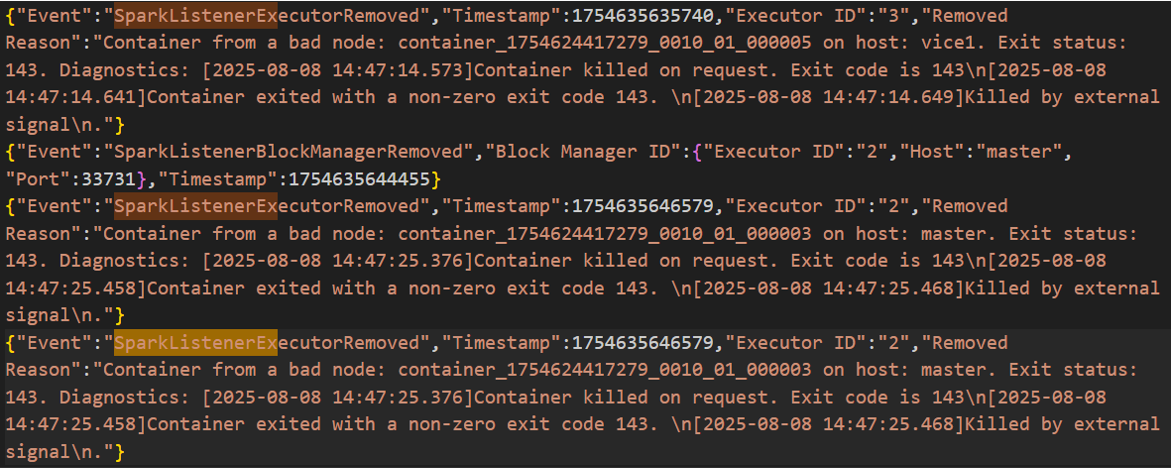 {"Event":"SparkListenerExecutorRemoved","Timestamp":1754635635740,"Executor ID":"3","Removed
Reason":"Container from a bad node: container_1754624417279_0010_01_000005 on host: vice1. Exit status:
143. Diagnostics: [2025-08-08 14:47:14.573]Container killed on request. Exit code is 143\n[2025-08-08
14:47:14.641]Container exited with a non-zero exit code 143. \n[2025-08-08 14:47:14.649]Killed by external
signal\n."}
{"Event":"SparkListenerBlockManagerRemoved","Block Manager ID":{"Executor ID":"2","Host":"master",
"Port":33731},"Timestamp":1754635644455}
{"Event":"SparkListenerExecutorRemoved","Timestamp":1754635646579,"Executor ID":"2","Removed
Reason":"Container from a bad node: container_1754624417279_0010_01_000003 on host: master. Exit status:
143. Diagnostics: [2025-08-08 14:47:25.376]Container killed on request. Exit code is 143\n[2025-08-08
14:47:25.458]Container exited with a non-zero exit code 143. \n[2025-08-08 14:47:25.468]Killed by external
signal\n."}
{"Event":"SparkListenerExecutorRemoved","Timestamp":1754635646579,"Executor ID":"2","Removed
Reason":"Container from a bad node: container_1754624417279_0010_01_000003 on host: master. Exit status:
143. Diagnostics: [2025-08-08 14:47:25.376]Container killed on request. Exit code is 143\n[2025-08-08
14:47:25.458]Container exited with a non-zero exit code 143. \n[2025-08-08 14:47:25.468]Killed by external
signal\n."}